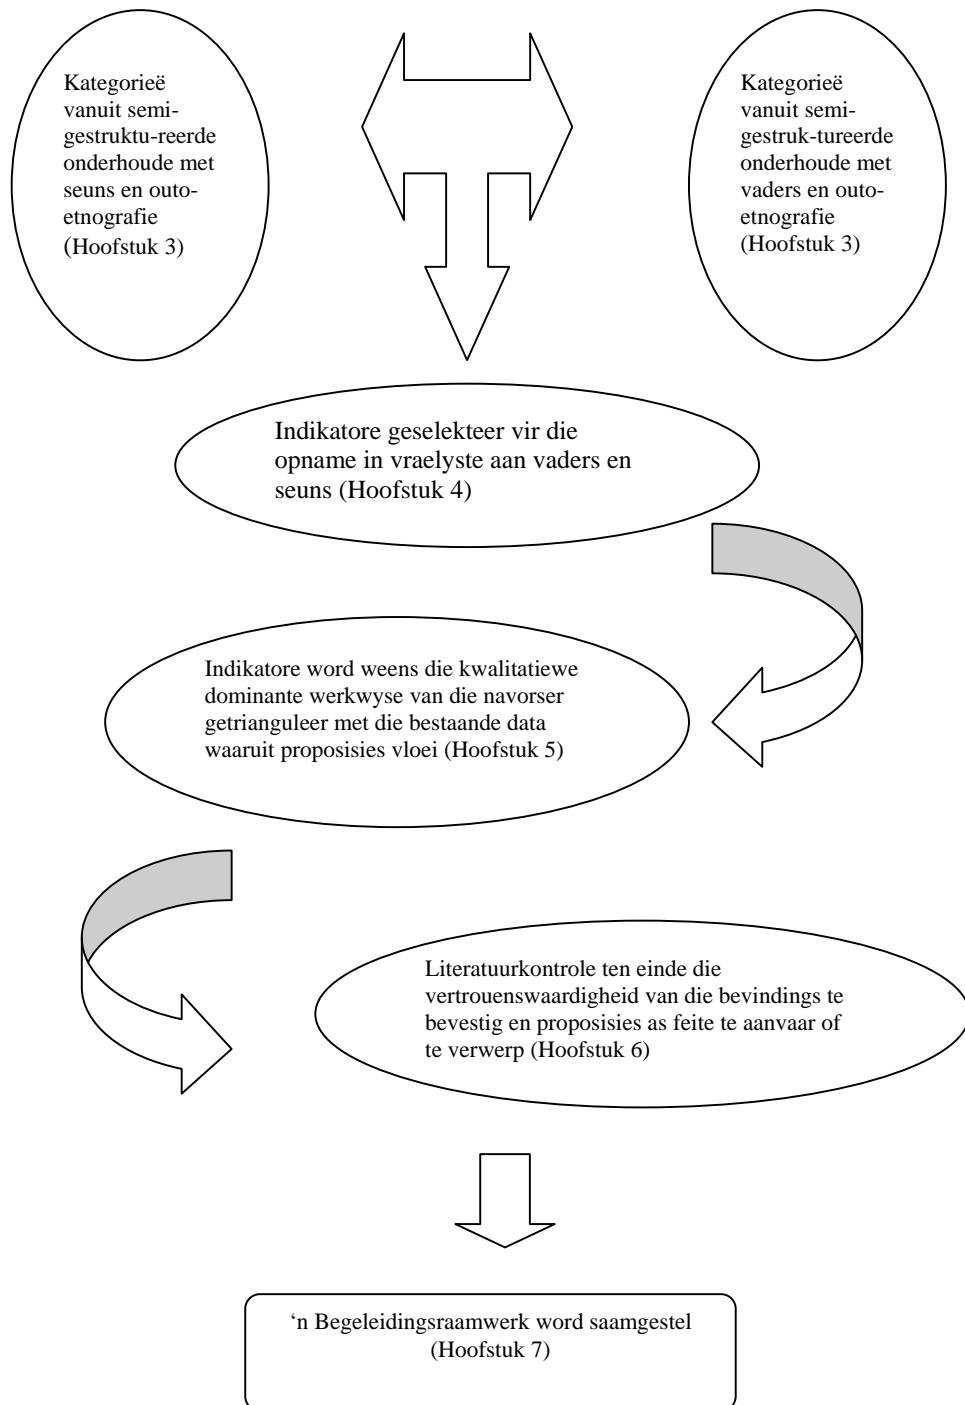 Kategorieë
vanuit semi-
gestruktu-reerde
onderhoude met
seuns en outo-
etnografie
(Hoofstuk 3)
Kategorieë
vanuit semi-
gestruk-tureerde
onderhoude met
vaders en outo-
etnografie
(Hoofstuk 3)
Indikatore geselekteer vir die
opname in vraelyste aan vaders en
seuns (Hoofstuk 4)
Indikatore word weens die kwalitatiewe
dominante werkwyse van die navorser
getrianguleer met die bestaande data
waaruit proposisies vloei (Hoofstuk 5)
Literatuurkontrole ten einde die
vertrouenswaardigheid van die bevindings te
bevestig en proposisies as feite te aanvaar of
te verwerp (Hoofstuk 6)
‘n Begeleidingsraamwerk word saamgestel
(Hoofstuk 7)